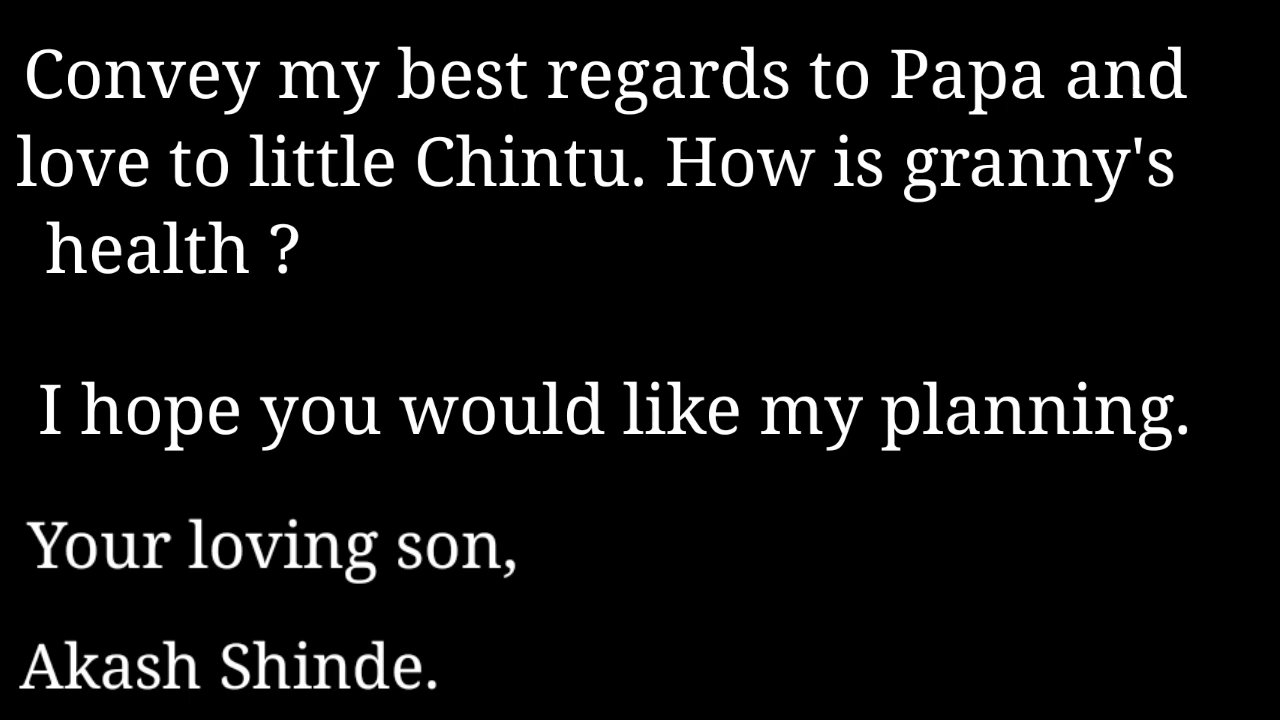 Convey my best regards to Papa and
love to little Chintu. How is granny's
health ?
I hope you would like my planning.
Your loving son,
Akash Shinde.